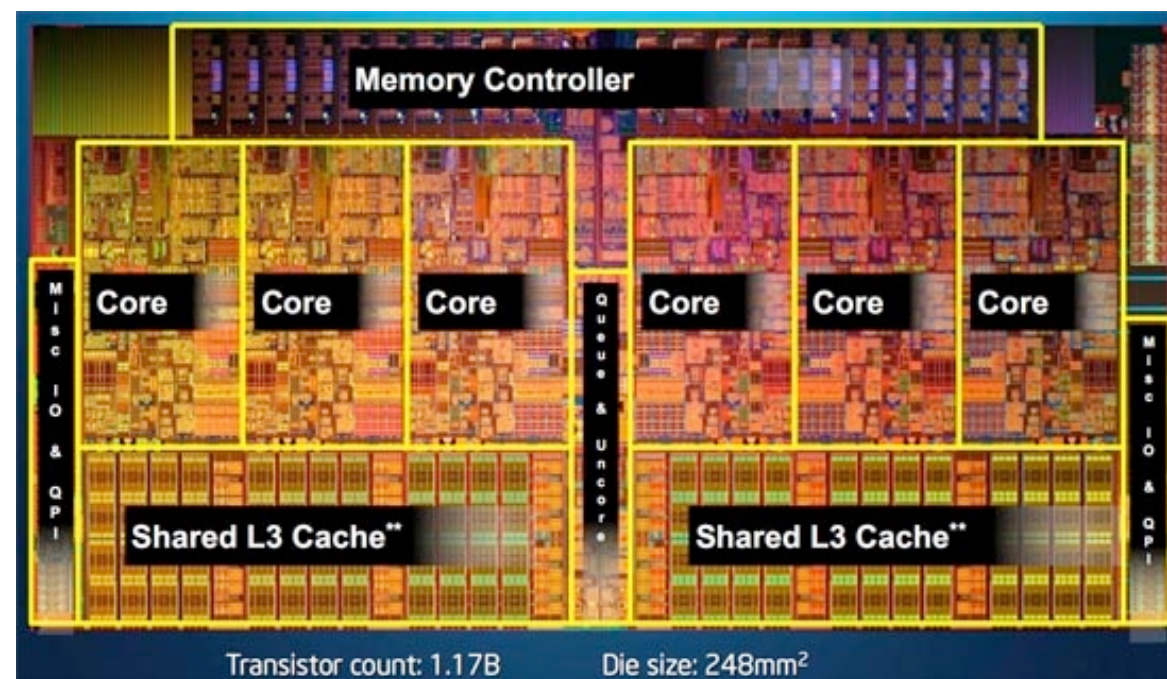 Memory Controller
Core
Core
Core
Core
Core
Core
Misc IO & QPI
Queue & Uncore
Misc IO & QPI
Shared L3 Cache**
Shared L3 Cache**
Transistor count: 1.17B
Die size: 248mm²